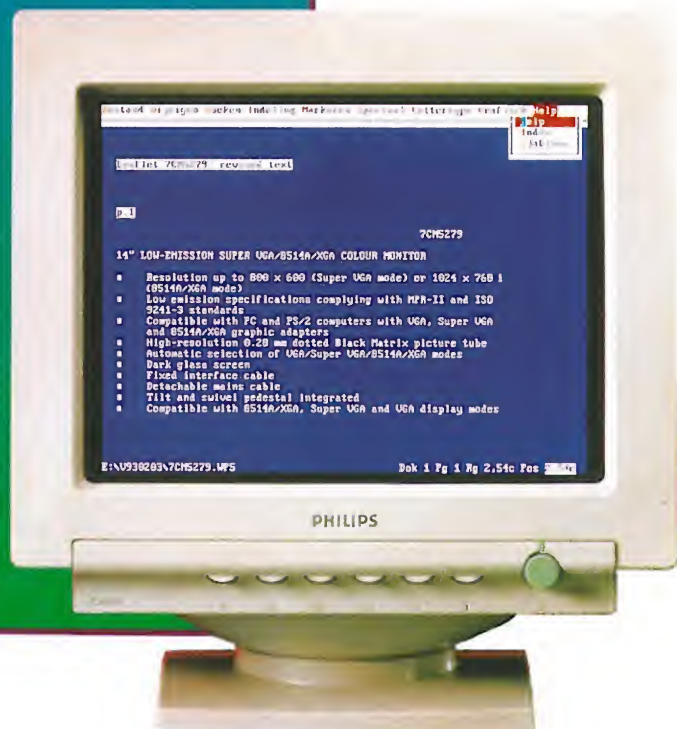 Help
Help
Index
Leaflet 7CM5279 revised text
p.1
7CM5279
14" LOW-EMISSION SUPER VGA/8514A/XGA COLOUR MONITOR
■ Resolution up to 800 x 600 (Super VGA mode) or 1024 x 768 i
(8514A/XGA mode)
■ Low emission specifications complying with MPR-II and ISO
9241-3 standards
■ Compatible with PC and PS/2 computers with VGA, Super VGA
and 8514A/XGA graphic adapters
■ High-resolution 0.28 mm dotted Black Matrix picture tube
■ Automatic selection of VGA/Super VGA/8514A/XGA modes
■ Dark glass screen
■ Fixed interface cable
■ Detachable mains cable
■ Tilt and swivel pedestal integrated
■ Compatible with 8514A/XGA, Super VGA and VGA display modes
E:\V930203\7CM5279.WP5 Dok 1 Pg 1 Rg 2,54c Pos 2,54c
PHILIPS